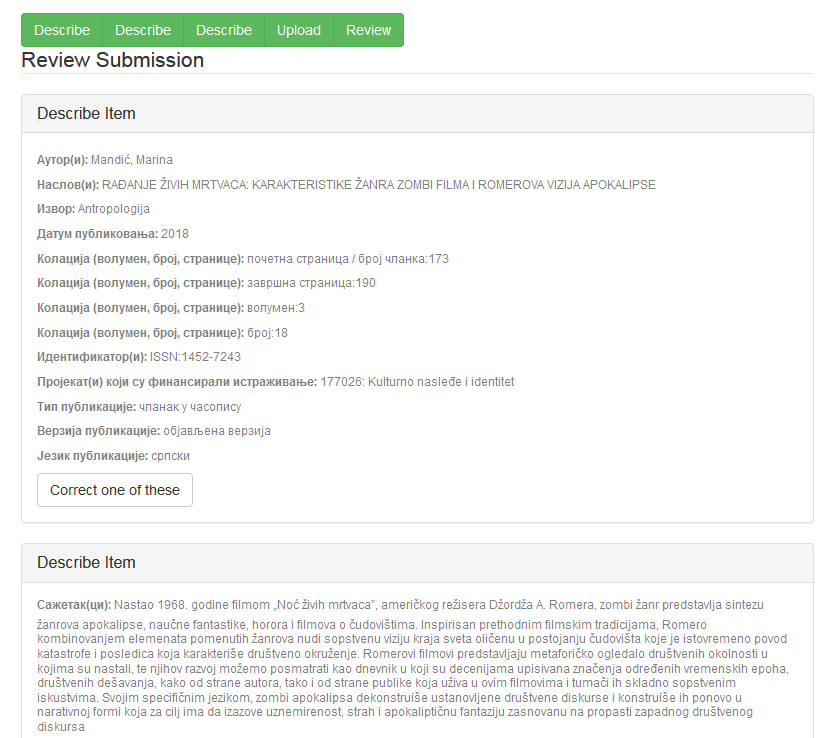 Describe Describe Describe Upload Review
Review Submission
Describe Item
Аутор(и): Mandić, Marina
Наслов(и): RAĐANJE ŽIVIH MRTVACA: KARAKTERISTIKE ŽANRA ZOMBI FILMA I ROMEROVA VIZIJA APOKALIPSE
Извор: Antropologija
Датум публиковања: 2018
Колација (волумен, број, странице): почетна страница / број чланка:173
Колација (волумен, број, странице): завршна страница:190
Колација (волумен, број, странице): волумен:3
Колација (волумен, број, странице): број:18
Идентификатор(и): ISSN:1452-7243
Пројекат(и) који су финансирали истраживање: 177026: Kulturno nasleđe i identitet
Тип публикације: чланак у часопису
Верзија публикације: објављена верзија
Језик публикације: српски
Correct one of these
Describe Item
Сажетак(ци): Nastao 1968. godine filmom „Noć živih mrtvaca”, američkog režisera Džordža A. Romera, zombi žanr predstavlja sintezu
žanrova apokalipse, naučne fantastike, horora i filmova o čudovištima. Inspirisan prethodnim filmskim tradicijama, Romero
kombinovanjem elemenata pomenutih žanrova nudi sopstvenu viziju kraja sveta oličenu u postojanju čudovišta koje je istovremeno povod
katastrofe i posledica koja karakteriše društveno okruženje. Romerovi filmovi predstavljaju metaforičko ogledalo društvenih okolnosti u
kojima su nastali, te njihov razvoj možemo posmatrati kao dnevnik u koji su decenijama upisivana značenja određenih vremenskih epoha,
društvenih dešavanja, kako od strane autora, tako i od strane publike koja uživa u ovim filmovima i tumači ih skladno sopstvenim
iskustvima. Svojim specifičnim jezikom, zombi apokalipsa dekonstruiše ustanovljene društvene diskurse i konstruiše ih ponovo u
narativnoj formi koja za cilj ima da izazove uznemirenost, strah i apokaliptičnu fantaziju zasnovanu na propasti zapadnog društvenog
diskursa